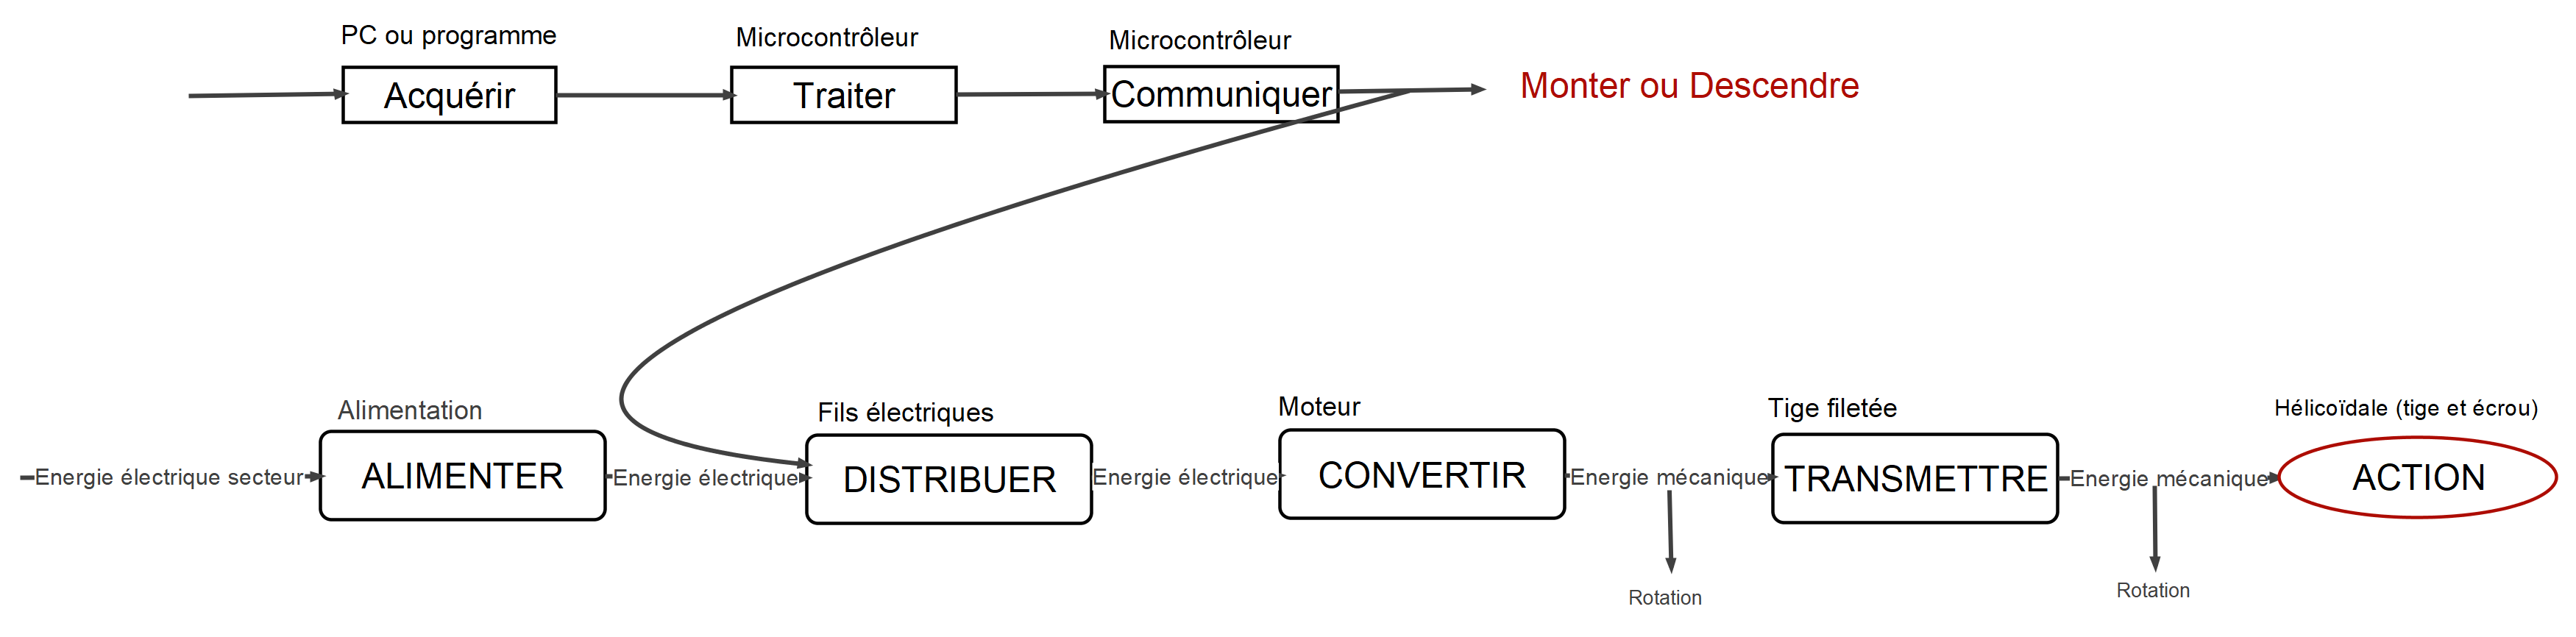 PC ou programme
Microcontrôleur
Microcontrôleur
Acquérir
Traiter
Communiquer
Monter ou Descendre
Alimentation
Fils électriques
Moteur
Tige filetée
Hélicoïdale (tige et écrou)
Energie électrique secteur
ALIMENTER
Energie électrique
DISTRIBUER
Energie électrique
CONVERTIR
Energie mécanique
TRANSMETTRE
Energie mécanique
ACTION
Rotation
Rotation